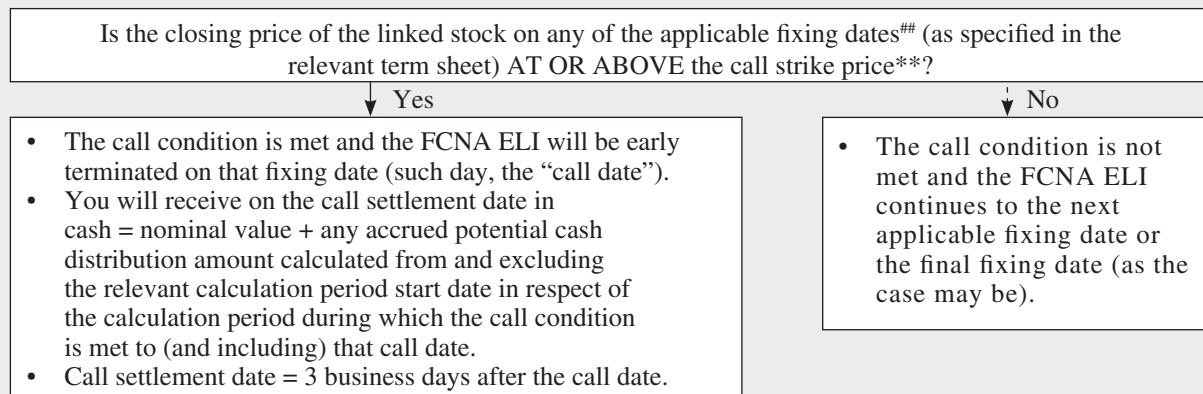 Is the closing price of the linked stock on any of the applicable fixing dates## (as specified in the
relevant term sheet) AT OR ABOVE the call strike price**?
Yes
No
• The call condition is met and the FCNA ELI will be early
terminated on that fixing date (such day, the “call date”).
• You will receive on the call settlement date in
cash = nominal value + any accrued potential cash
distribution amount calculated from and excluding
the relevant calculation period start date in respect of
the calculation period during which the call condition
is met to (and including) that call date.
• Call settlement date = 3 business days after the call date.
• The call condition is not
met and the FCNA ELI
continues to the next
applicable fixing date or
the final fixing date (as the
case may be).